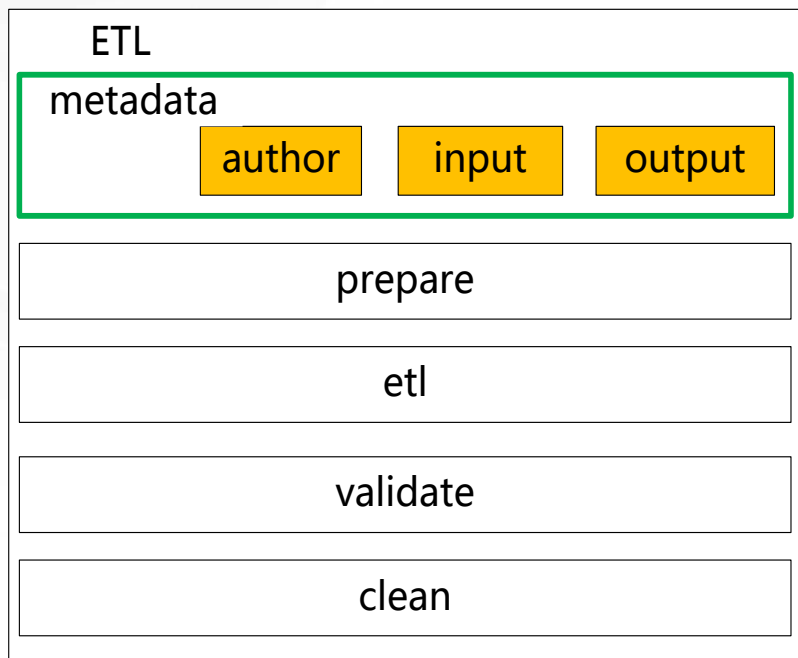 ETL
metadata
author input output
prepare
etl
validate
clean